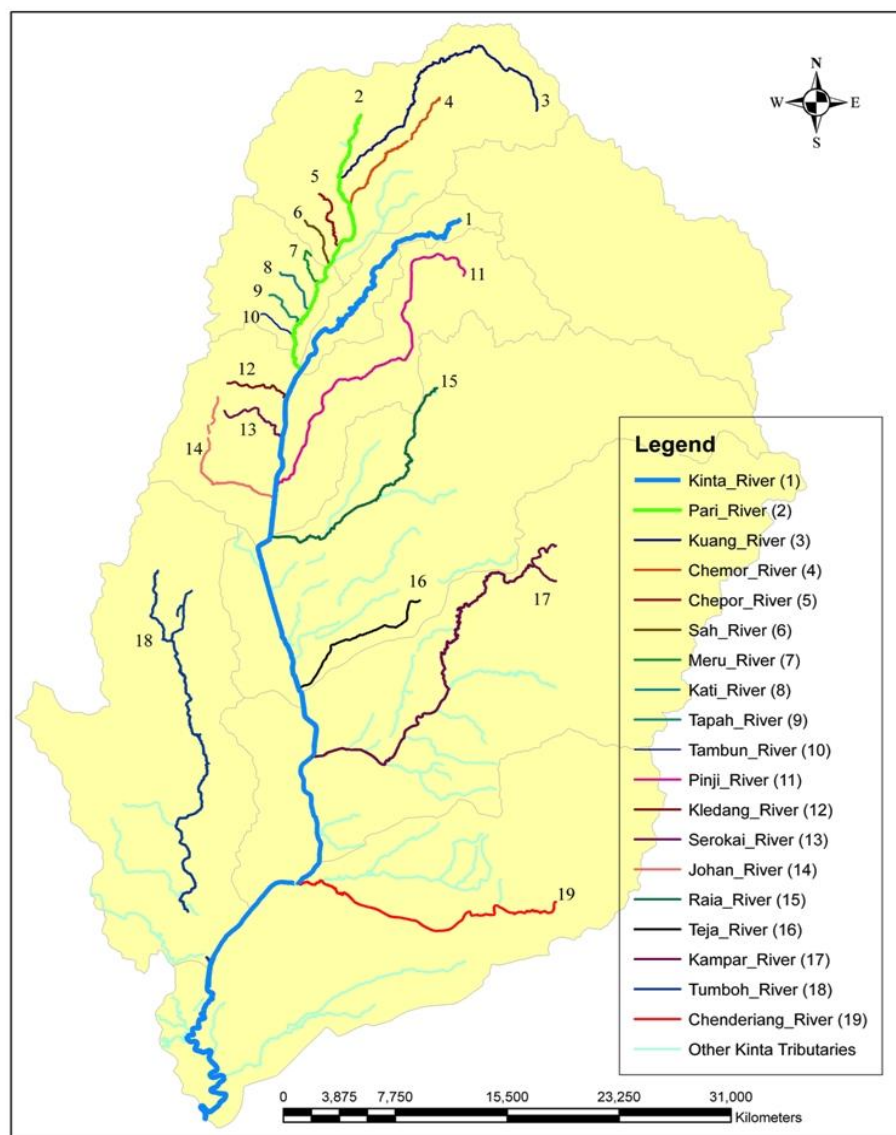 N
W E
S
2
3
4
5
6
1
7
8
11
9
10
12
15
13
14
16
17
18
19
Legend
Kinta_River (1)
Pari_River (2)
Kuang_River (3)
Chemor_River (4)
Chepor_River (5)
Sah_River (6)
Meru_River (7)
Kati_River (8)
Tapah_River (9)
Tambun_River (10)
Pinji_River (11)
Kledang_River (12)
Serokai_River (13)
Johan_River (14)
Raia_River (15)
Teja_River (16)
Kampar_River (17)
Tumboh_River (18)
Chenderiang_River (19)
Other Kinta Tributaries
0 3,875 7,750 15,500 23,250 31,000
Kilometers